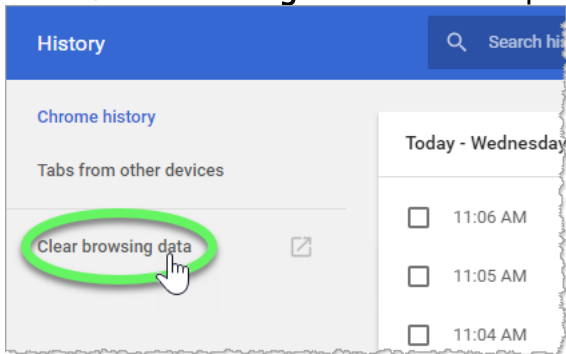 History
Search his
Chrome history
Tabs from other devices
Clear browsing data
Today - Wednesday
11:06 AM
11:05 AM
11:04 AM